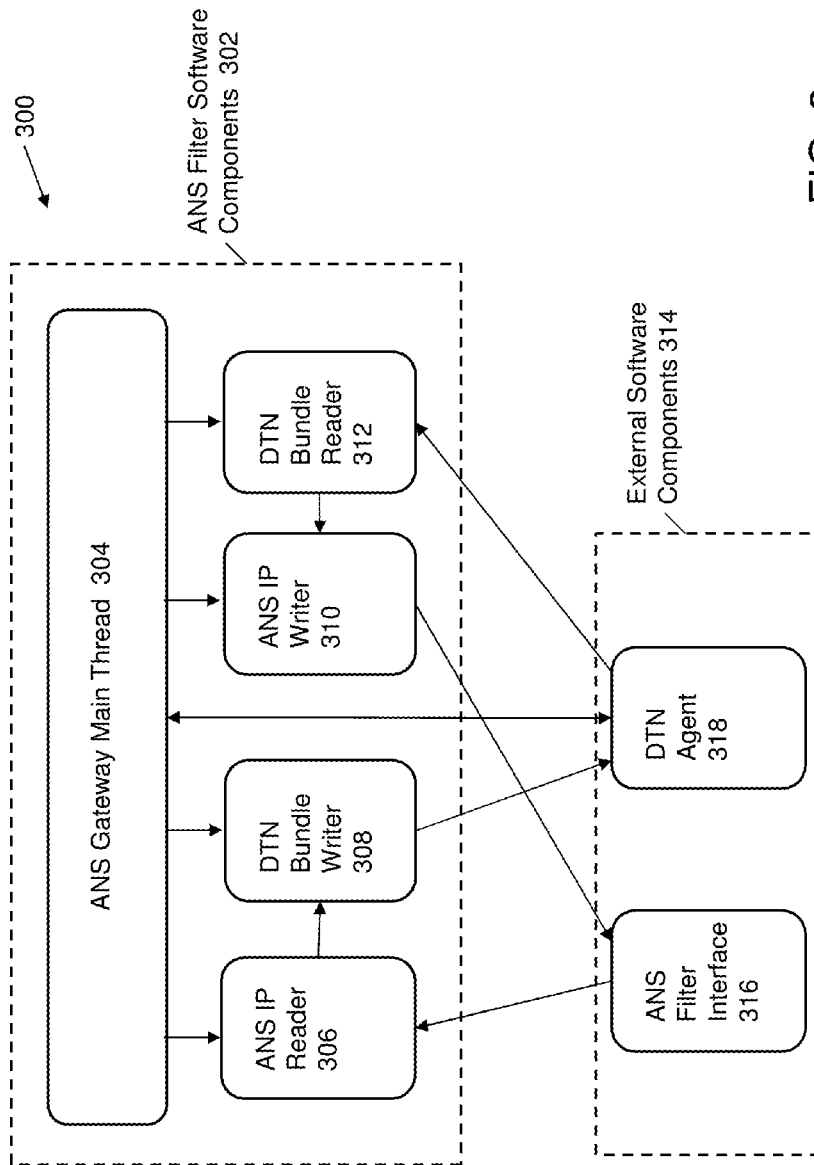 300
ANS Filter Software
Components 302
ANS Gateway Main Thread 304
ANS IP
Reader
306
DTN
Bundle
Writer
308
ANS IP
Writer
310
DTN
Bundle
Reader
312
External Software
Components 314
ANS
Filter
Interface
316
DTN
Agent
318